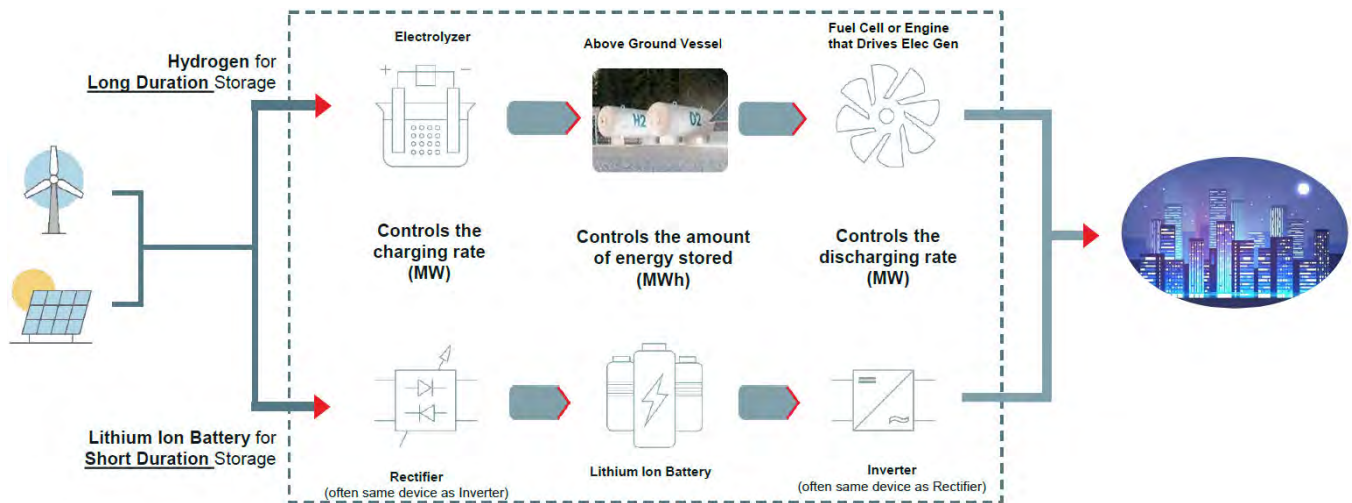 Hydrogen for
Long Duration Storage
Electrolyzer
Above Ground Vessel
Fuel Cell or Engine
that Drives Elec Gen
+
H2
O2
Controls the
charging rate
(MW)
Controls the amount
of energy stored
(MWh)
Controls the
discharging rate
(MW)
Lithium Ion Battery for
Short Duration Storage
Rectifier
(often same device as Inverter)
Lithium Ion Battery
Inverter
(often same device as Rectifier)